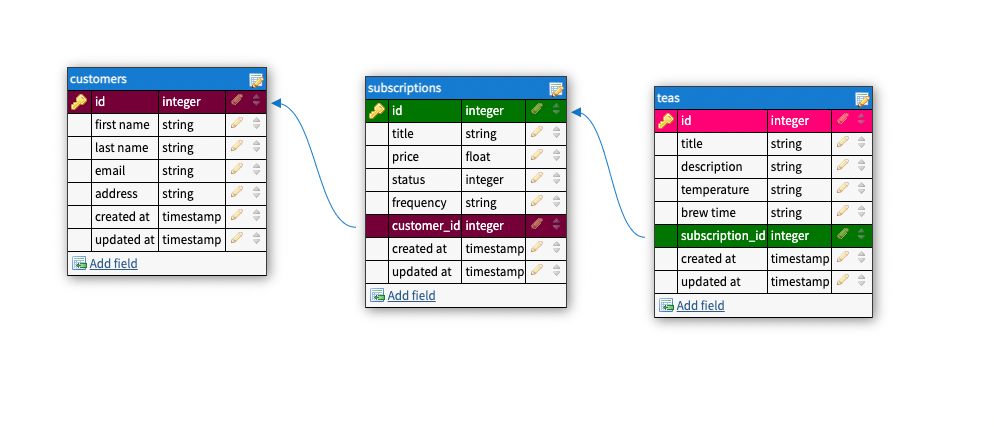 customers
id integer
first name string
last name string
email string
address string
created at timestamp
updated at timestamp
Add field
subscriptions
id integer
title string
price float
status integer
frequency string
customer_id integer
created at timestamp
updated at timestamp
Add field
teas
id integer
title string
description string
temperature string
brew time string
subscription_id integer
created at timestamp
updated at timestamp
Add field